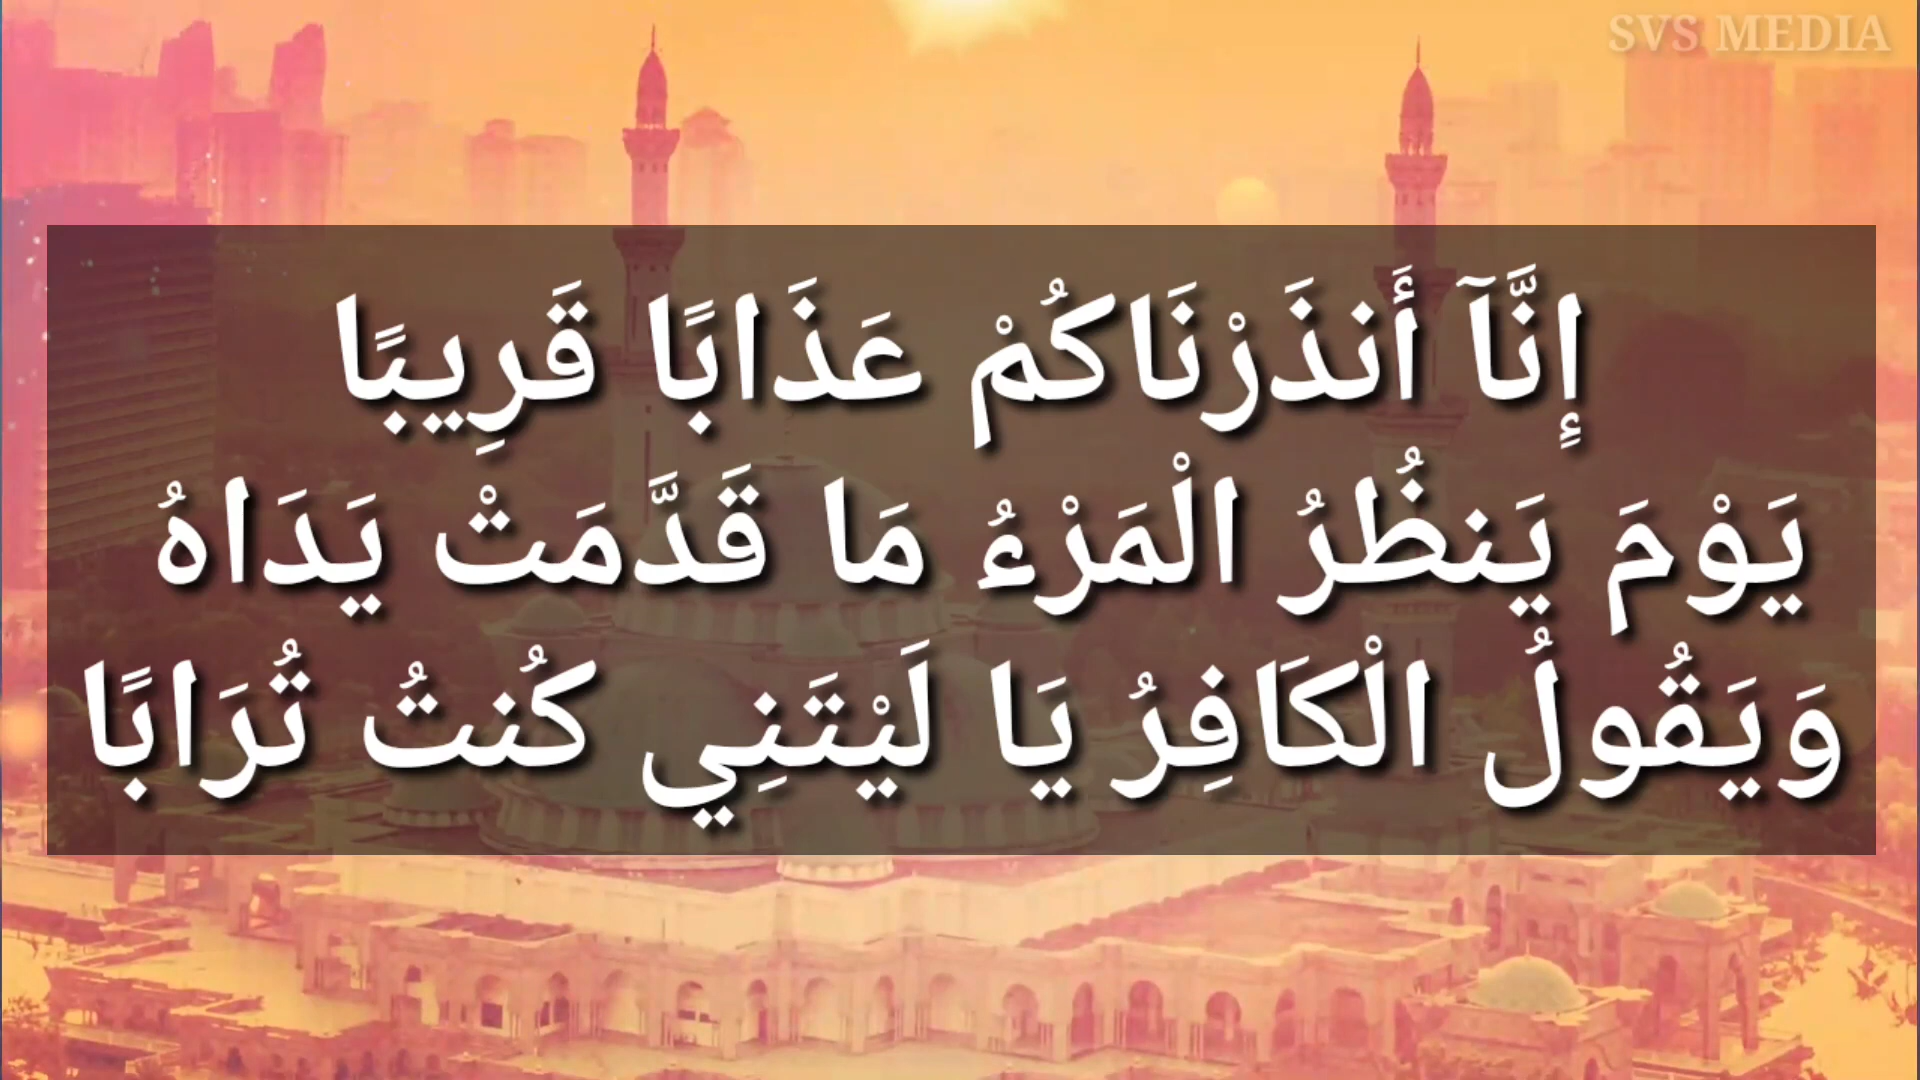 SVS MEDIA
إِنَّآ أَنذَرْنَاكُمْ عَذَابًا قَرِيبًا
يَوْمَ يَنظُرُ الْمَرْءُ مَا قَدَّمَتْ يَدَاهُ
وَيَقُولُ الْكَافِرُ يَا لَيْتَنِي كُنتُ تُرَابًا